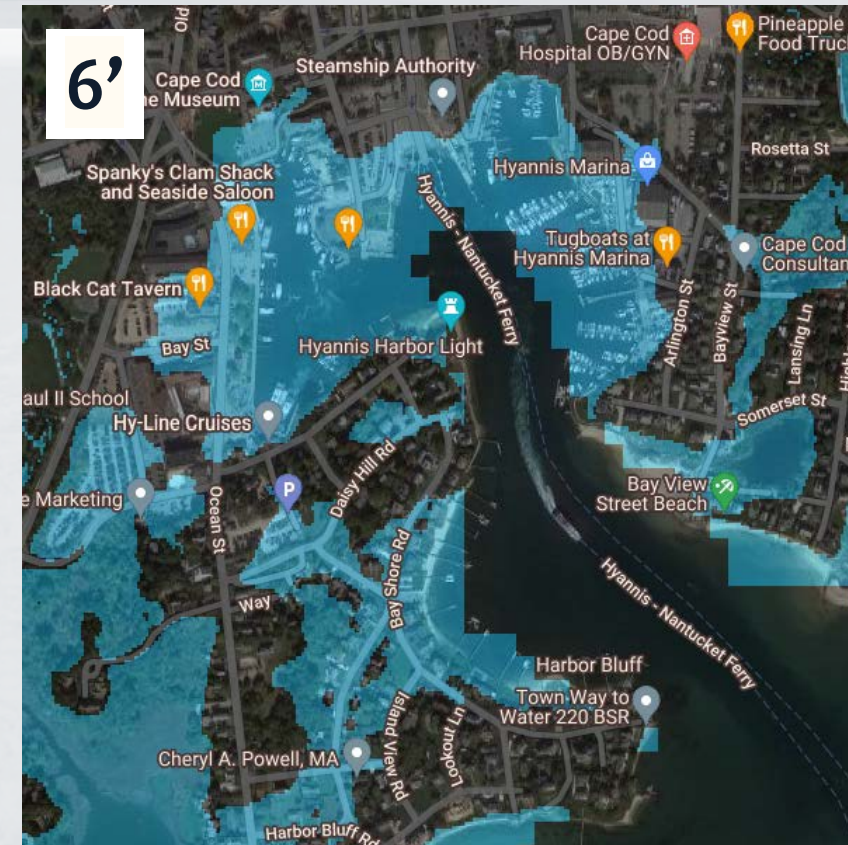 6’
Old
Cape Cod
Hospital OB/GYN
Pineapple
Food Truc
Steamship Authority
Cape Cod
e Museum
Rosetta St
Hyannis Marina
Spanky's Clam Shack
and Seaside Saloon
Hyannis - Nantucket Ferry
Tugboats at
Hyannis Marina
Cape Cod
Consultan
Black Cat Tavern
Arlington St
Bayview St
Lansing Ln
Bay St
Hyannis Harbor Light
aul II School
Somerset St
Hy-Line Cruises
Daisy Hill Rd
P
e Marketing
Ocean St
Bay View
Street Beach
Bay Shore Rd
Way
Hyannis - Nantucket Ferry
Harbor Bluff
Town Way to
Water 220 BSR
Island View Rd
Lookout Ln
Cheryl A. Powell, MA
Harbor Bluff Rd